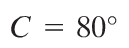 C = 80°